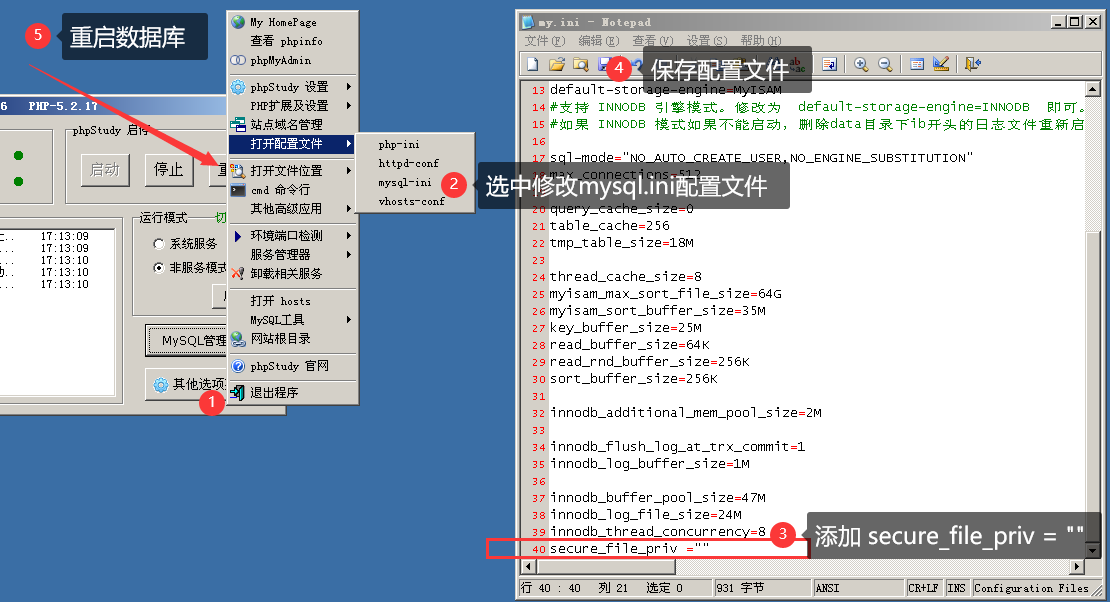 5 重启数据库
My HomePage
查看 phpinfo
phpMyAdmin
phpStudy 设置
PHP扩展及设置
站点域名管理
打开配置文件
打开文件位置
cmd 命令行
其他高级应用
环境端口检测
服务管理器
卸载相关服务
打开 hosts
MySQL工具
网站根目录
phpStudy 官网
退出程序
php-ini
httpd-conf
mysql-ini
vhosts-conf
2 选中修改mysql.ini配置文件
6 PHP-5.2.17
phpStudy 启停
启动
停止
17:13:09
17:13:09
17:13:10
17:13:10
17:13:10
运行模式
系统服务
非服务模式
MySQL管理
其他选项
1
my.ini - Notepad
文件(F) 编辑(E) 查看(V) 设置(S) 帮助(H)
4 保存配置文件
13 default-storage-engine=MyISAM
14 #支持 INNODB 引擎模式。修改为 default-storage-engine=INNODB 即可。
15 #如果 INNODB 模式如果不能启动，删除data目录下ib开头的日志文件重新启
16
17 sql-mode="NO_AUTO_CREATE_USER,NO_ENGINE_SUBSTITUTION"
max_connections=512
20 query_cache_size=0
21 table_cache=256
22 tmp_table_size=18M
23
24 thread_cache_size=8
25 myisam_max_sort_file_size=64G
26 myisam_sort_buffer_size=35M
27 key_buffer_size=25M
28 read_buffer_size=64K
29 read_rnd_buffer_size=256K
30 sort_buffer_size=256K
31
32 innodb_additional_mem_pool_size=2M
33
34 innodb_flush_log_at_trx_commit=1
35 innodb_log_buffer_size=1M
36
37 innodb_buffer_pool_size=47M
38 innodb_log_file_size=24M
39 innodb_thread_concurrency=8
40 secure_file_priv =""
3 添加 secure_file_priv = ""
行 40 : 40 列 21 选定 0 931 字节 ANSI CR+LF INS Configuration Files